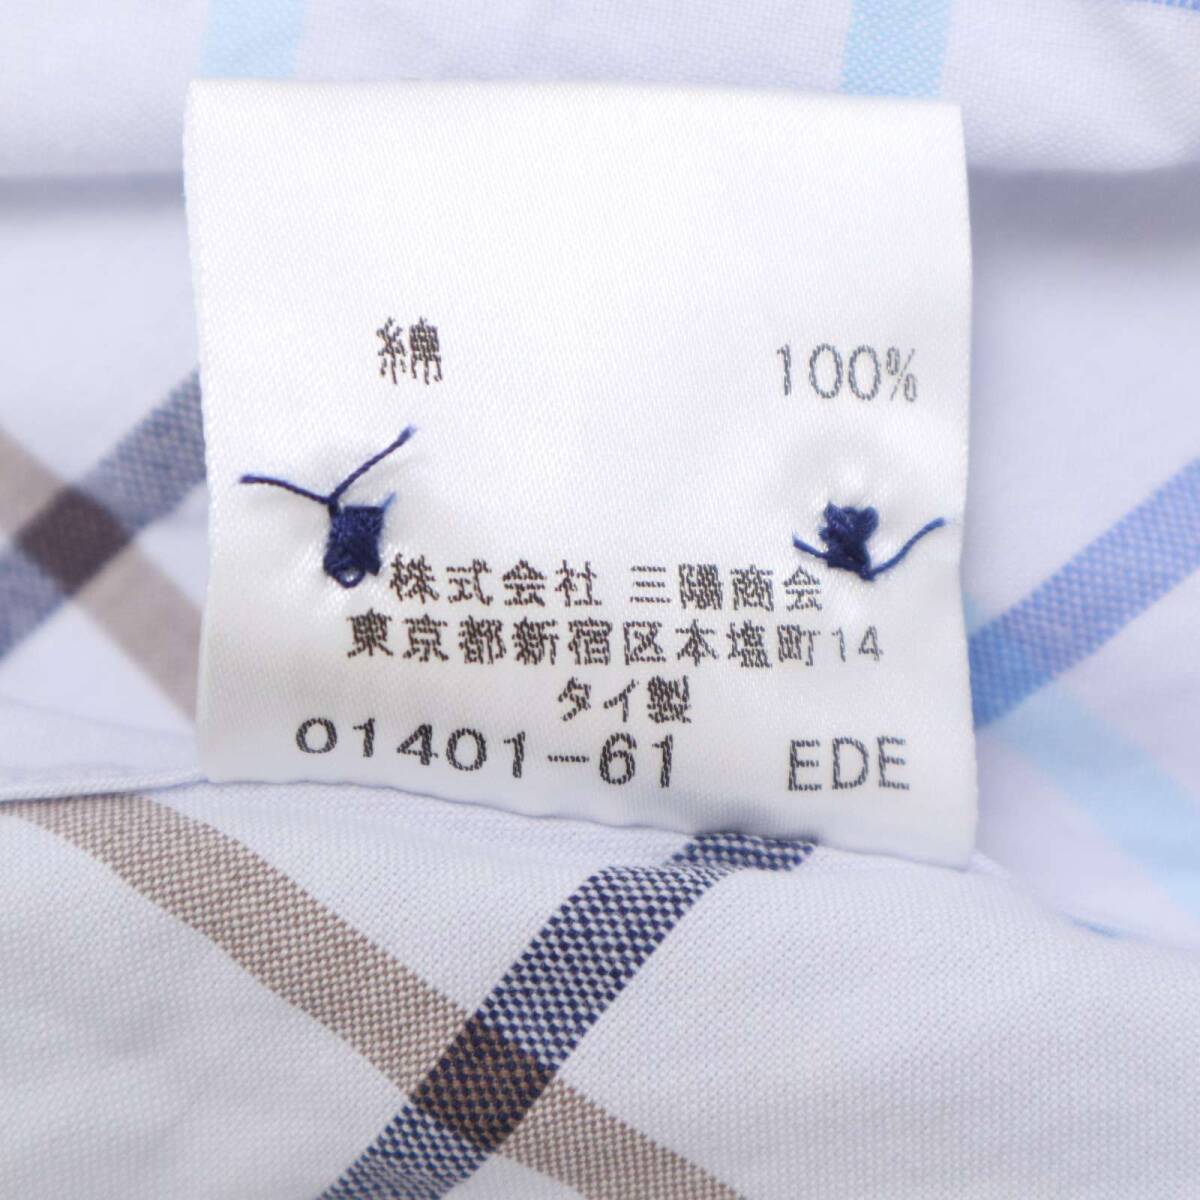 綿 100%
株式会社 三陽商会
東京都新宿区本塩町14
タイ製
01401-61 EDE